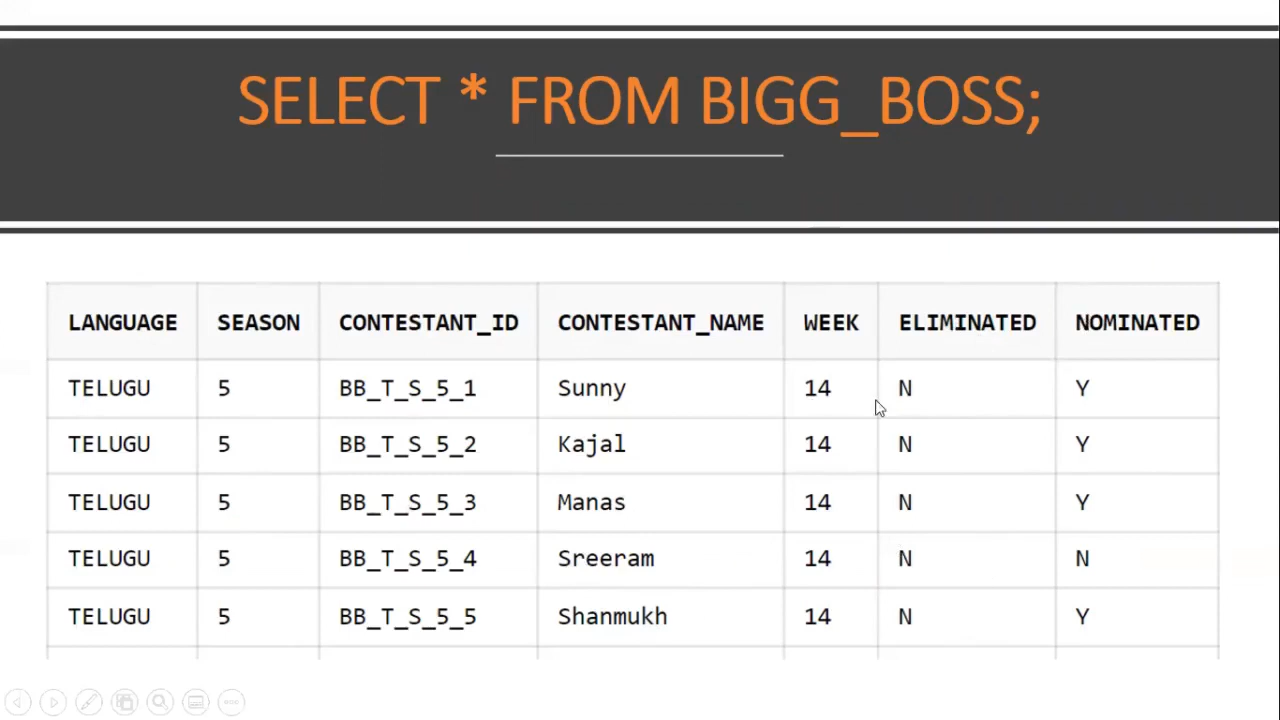 SELECT * FROM BIGG_BOSS;
LANGUAGE SEASON CONTESTANT_ID CONTESTANT_NAME WEEK ELIMINATED NOMINATED
TELUGU 5 BB_T_S_5_1 Sunny 14 N Y
TELUGU 5 BB_T_S_5_2 Kajal 14 N Y
TELUGU 5 BB_T_S_5_3 Manas 14 N Y
TELUGU 5 BB_T_S_5_4 Sreeram 14 N N
TELUGU 5 BB_T_S_5_5 Shanmukh 14 N Y